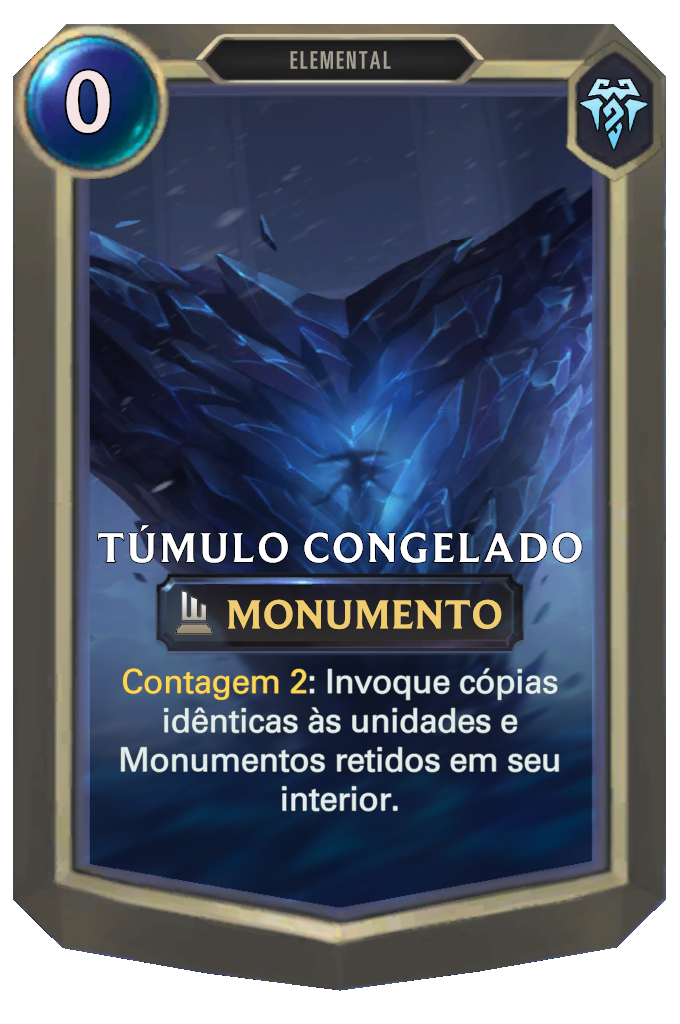 ELEMENTAL
0
TÚMULO CONGELADO
MONUMENTO
Contagem 2: Invoque cópias
idênticas às unidades e
Monumentos retidos em seu
interior.